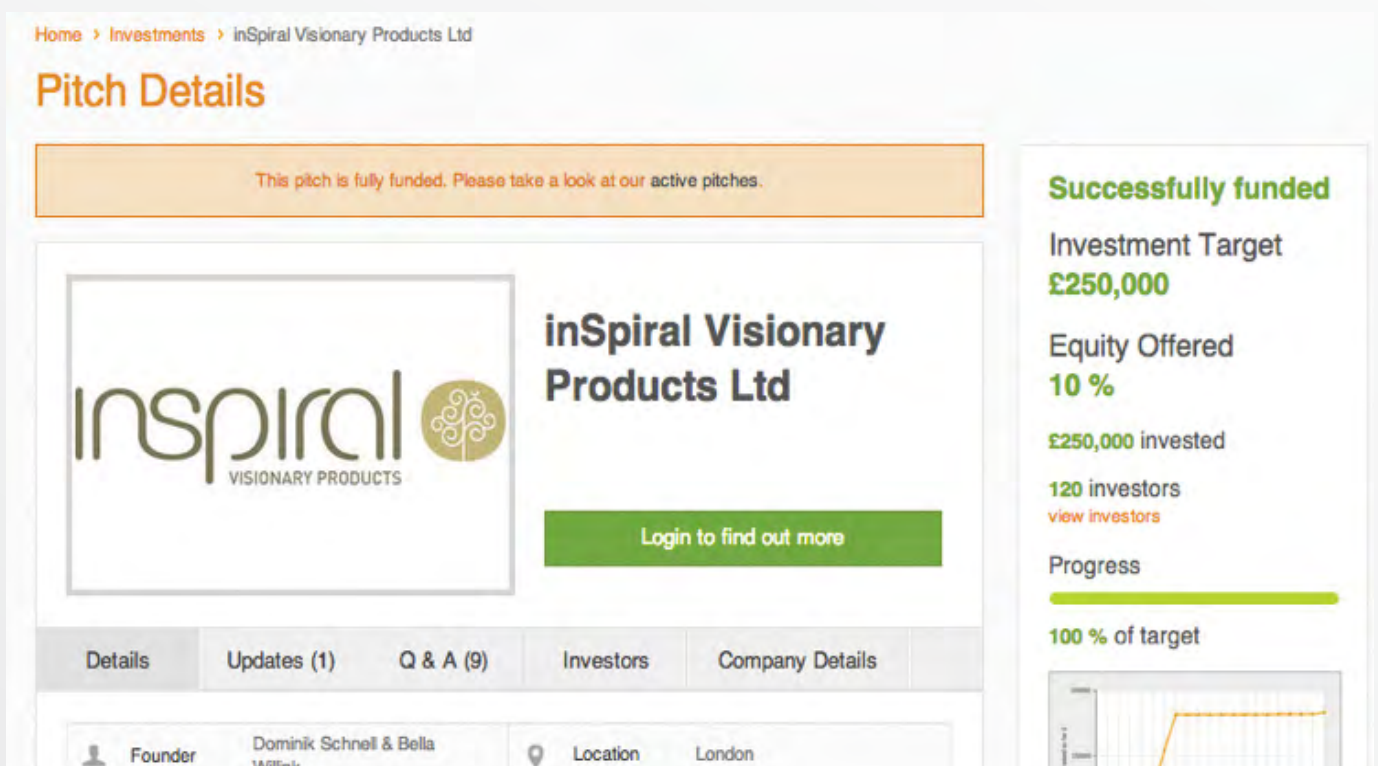 Home › Investments › inSpiral Visionary Products Ltd
Pitch Details
This pitch is fully funded. Please take a look at our active pitches.
inspiral
VISIONARY PRODUCTS
inSpiral Visionary
Products Ltd
Login to find out more
Details
Updates (1)
Q & A (9)
Investors
Company Details
Founder
Dominik Schnell & Bella
Location
London
Successfully funded
Investment Target
£250,000
Equity Offered
10 %
£250,000 invested
120 investors
view investors
Progress
100 % of target